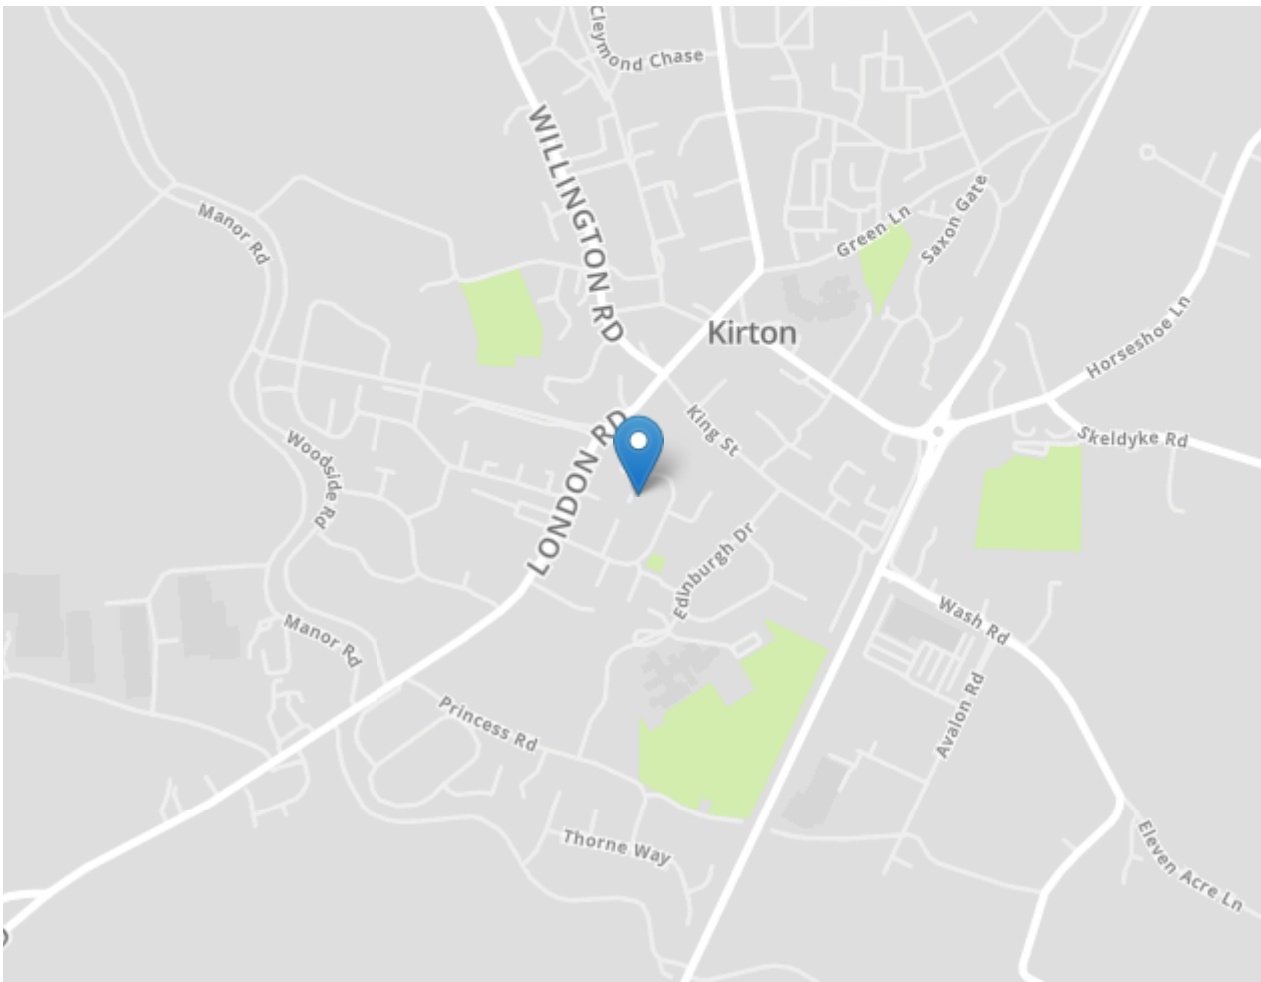 Cleymond Chase
WILLINGTON RD
Manor Rd
Green Ln
Saxon Gate
Kirton
Horseshoe Ln
LONDON RD
King St
Skeldyke Rd
Woodside Rd
Edinburgh Dr
Wash Rd
Manor Rd
Princess Rd
Avalon Rd
Thorne Way
Eleven Acre Ln